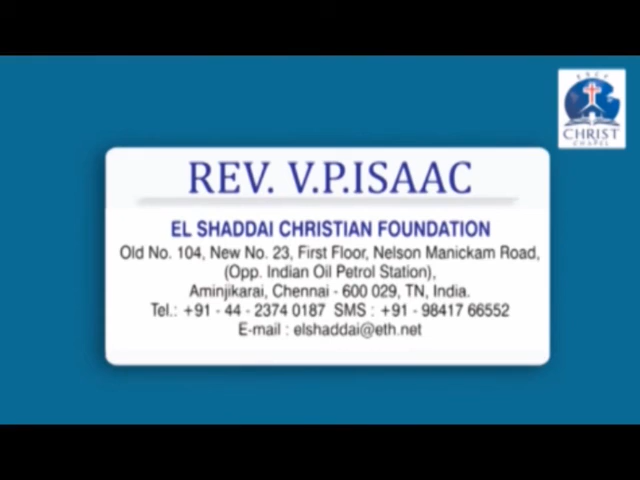 ESCF
CHRIST
CHAPEL
REV. V.P.ISAAC
EL SHADDAI CHRISTIAN FOUNDATION
Old No. 104, New No. 23, First Floor, Nelson Manickam Road,
(Opp. Indian Oil Petrol Station),
Aminjikarai, Chennai - 600 029, TN, India.
Tel.: +91 - 44 - 2374 0187 SMS : +91 - 98417 66552
E-mail : elshaddai@eth.net